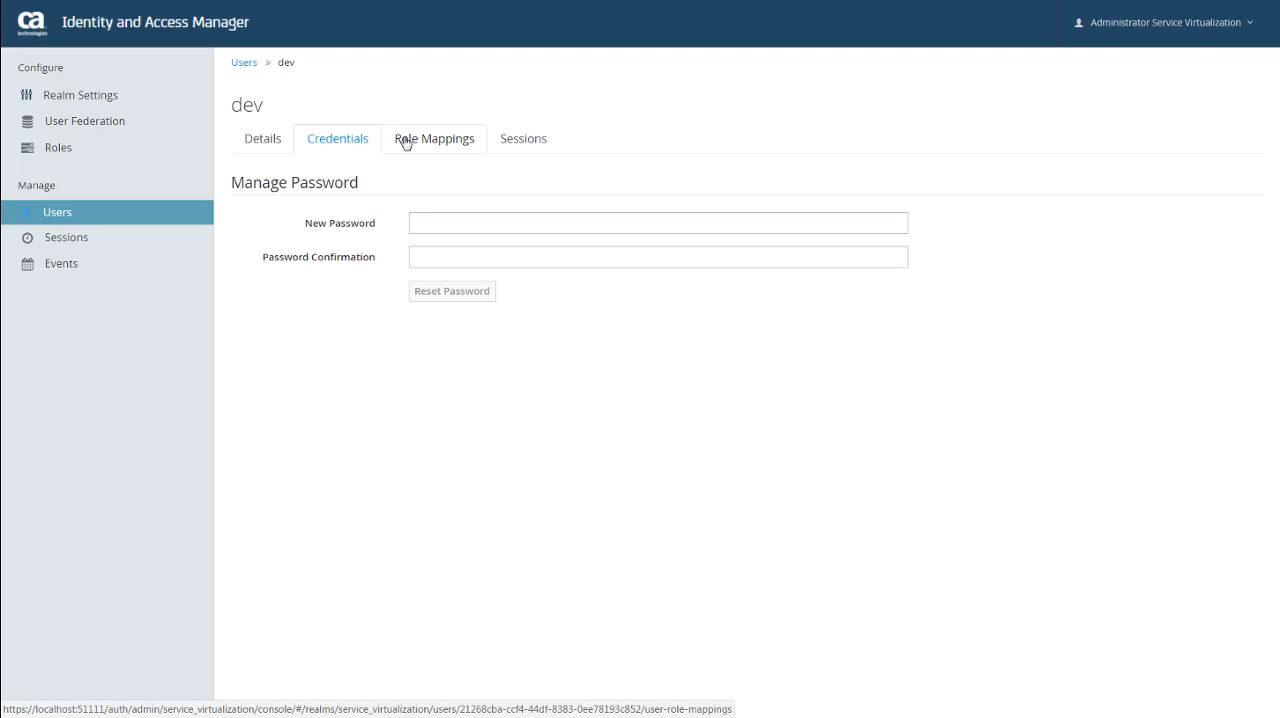 ca
technologies
Identity and Access Manager
Administrator Service Virtualization
Configure
Realm Settings
User Federation
Roles
Manage
Users
Sessions
Events
Users » dev
dev
Details
Credentials
Role Mappings
Sessions
Manage Password
New Password
Password Confirmation
Reset Password
https://localhost:51111/auth/admin/service_virtualization/console/#/realms/service_virtualization/users/21268cba-ccf4-44df-8383-0ee78193c852/user-role-mappings